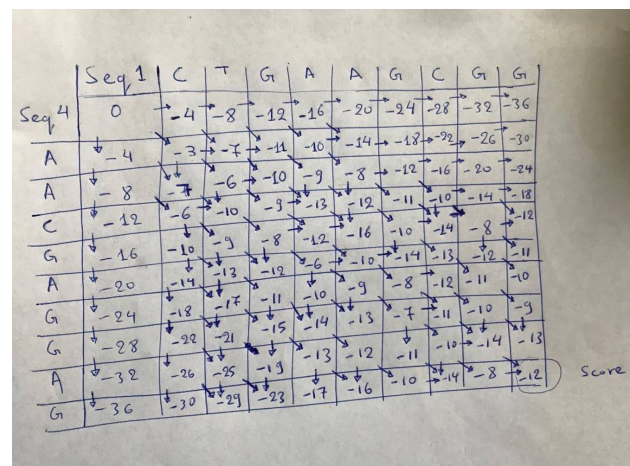 Seq 1 C T G A A G C G G
Seq 4 0 -4 -8 -12 -16 -20 -24 -28 -32 -36
A -4 -3 -7 -11 -10 -14 -18 -22 -26 -30
A -8 -7 -6 -10 -9 -8 -12 -16 -20 -24
C -12 -6 -10 -9 -13 -12 -11 -10 -14 -18
G -16 -10 -9 -8 -12 -16 -10 -14 -8 -12
A -20 -14 -13 -12 -6 -10 -14 -13 -12 -11
G -24 -18 -17 -11 -10 -9 -8 -12 -11 -10
G -28 -22 -21 -15 -14 -13 -7 -11 -10 -9
A -32 -26 -25 -19 -13 -12 -11 -10 -14 -13
G -36 -30 -29 -23 -17 -16 -10 -14 -8 -12 Score